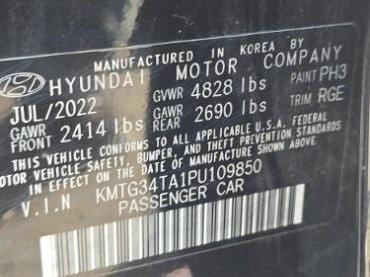 MANUFACTURED IN KOREA BY
HYUNDAI MOTOR COMPANY
JUL/2022 GVWR 4828 lbs PAINT PH3
GAWR FRONT 2414 lbs GAWR REAR 2690 lbs TRIM RGE
THIS VEHICLE CONFORMS TO ALL APPLICABLE U.S.A. FEDERAL
MOTOR VEHICLE SAFETY, BUMPER, AND THEFT PREVENTION STANDARDS
IN EFFECT ON THE DATE OF MANUFACTURE SHOWN ABOVE
V.I.N KMTG34TA1PU109850
PASSENGER CAR